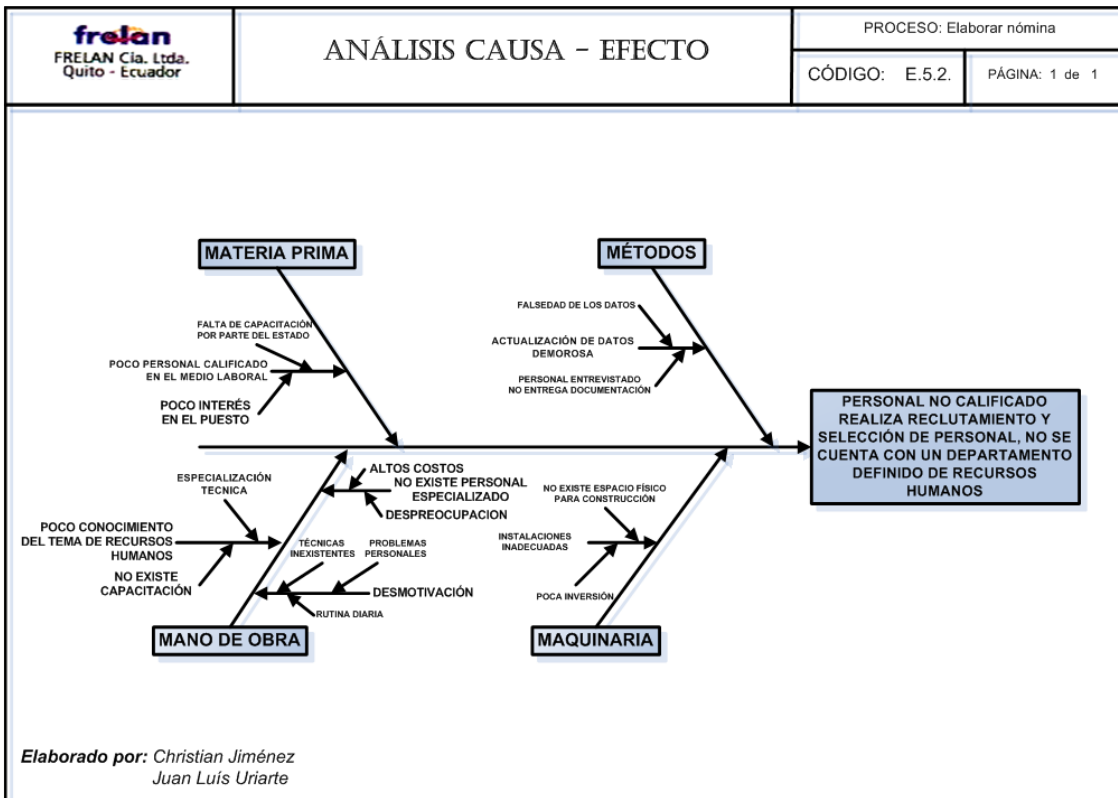 frelan
FRELAN Cía. Ltda.
Quito - Ecuador
ANÁLISIS CAUSA - EFECTO
PROCESO: Elaborar nómina
CÓDIGO: E.5.2.
PÁGINA: 1 de 1
MATERIA PRIMA
MÉTODOS
FALTA DE CAPACITACIÓN
POR PARTE DEL ESTADO
POCO PERSONAL CALIFICADO
EN EL MEDIO LABORAL
POCO INTERÉS
EN EL PUESTO
FALSEDAD DE LOS DATOS
ACTUALIZACIÓN DE DATOS
DEMOROSA
PERSONAL ENTREVISTADO
NO ENTREGA DOCUMENTACIÓN
PERSONAL NO CALIFICADO
REALIZA RECLUTAMIENTO Y
SELECCIÓN DE PERSONAL, NO SE
CUENTA CON UN DEPARTAMENTO
DEFINIDO DE RECURSOS
HUMANOS
ESPECIALIZACIÓN
TECNICA
POCO CONOCIMIENTO
DEL TEMA DE RECURSOS
HUMANOS
NO EXISTE
CAPACITACIÓN
ALTOS COSTOS
NO EXISTE PERSONAL
ESPECIALIZADO
DESPREOCUPACION
TÉCNICAS
INEXISTENTES
PROBLEMAS
PERSONALES
DESMOTIVACIÓN
RUTINA DIARIA
NO EXISTE ESPACIO FÍSICO
PARA CONSTRUCCIÓN
INSTALACIONES
INADECUADAS
POCA INVERSIÓN
MANO DE OBRA
MAQUINARIA
Elaborado por: Christian Jiménez
Juan Luís Uriarte